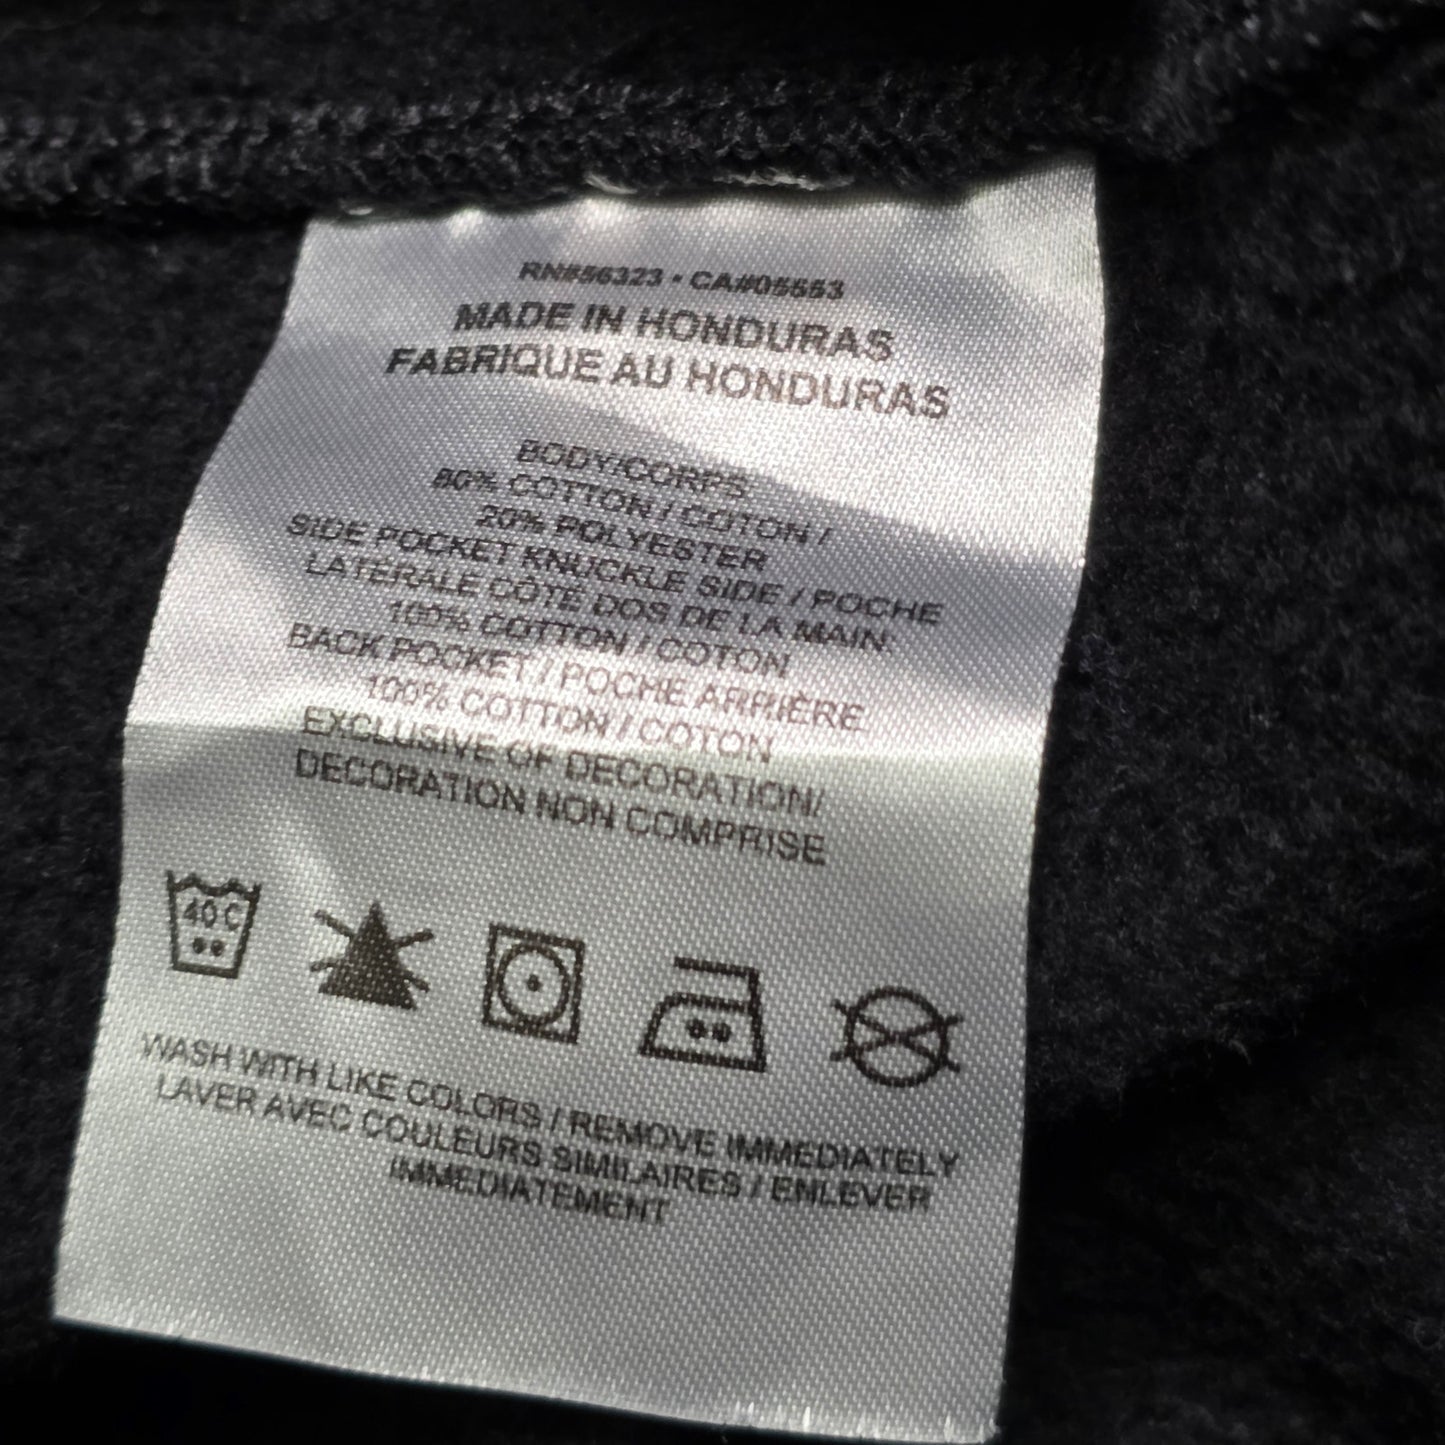 RN#56323 • CA#05553
MADE IN HONDURAS
FABRIQUE AU HONDURAS
BODY/CORPS
80% COTTON / COTON /
20% POLYESTER
SIDE POCKET KNUCKLE SIDE / POCHE
LATÉRALE CÔTÉ DOS DE LA MAIN:
100% COTTON / COTON
BACK POCKET / POCHE ARRIÈRE
100% COTTON / COTON
EXCLUSIVE OF DECORATION/
DECORATION NON COMPRISE
40 C
WASH WITH LIKE COLORS / REMOVE IMMEDIATELY
LAVER AVEC COULEURS SIMILAIRES / ENLEVER
IMMEDIATEMENT